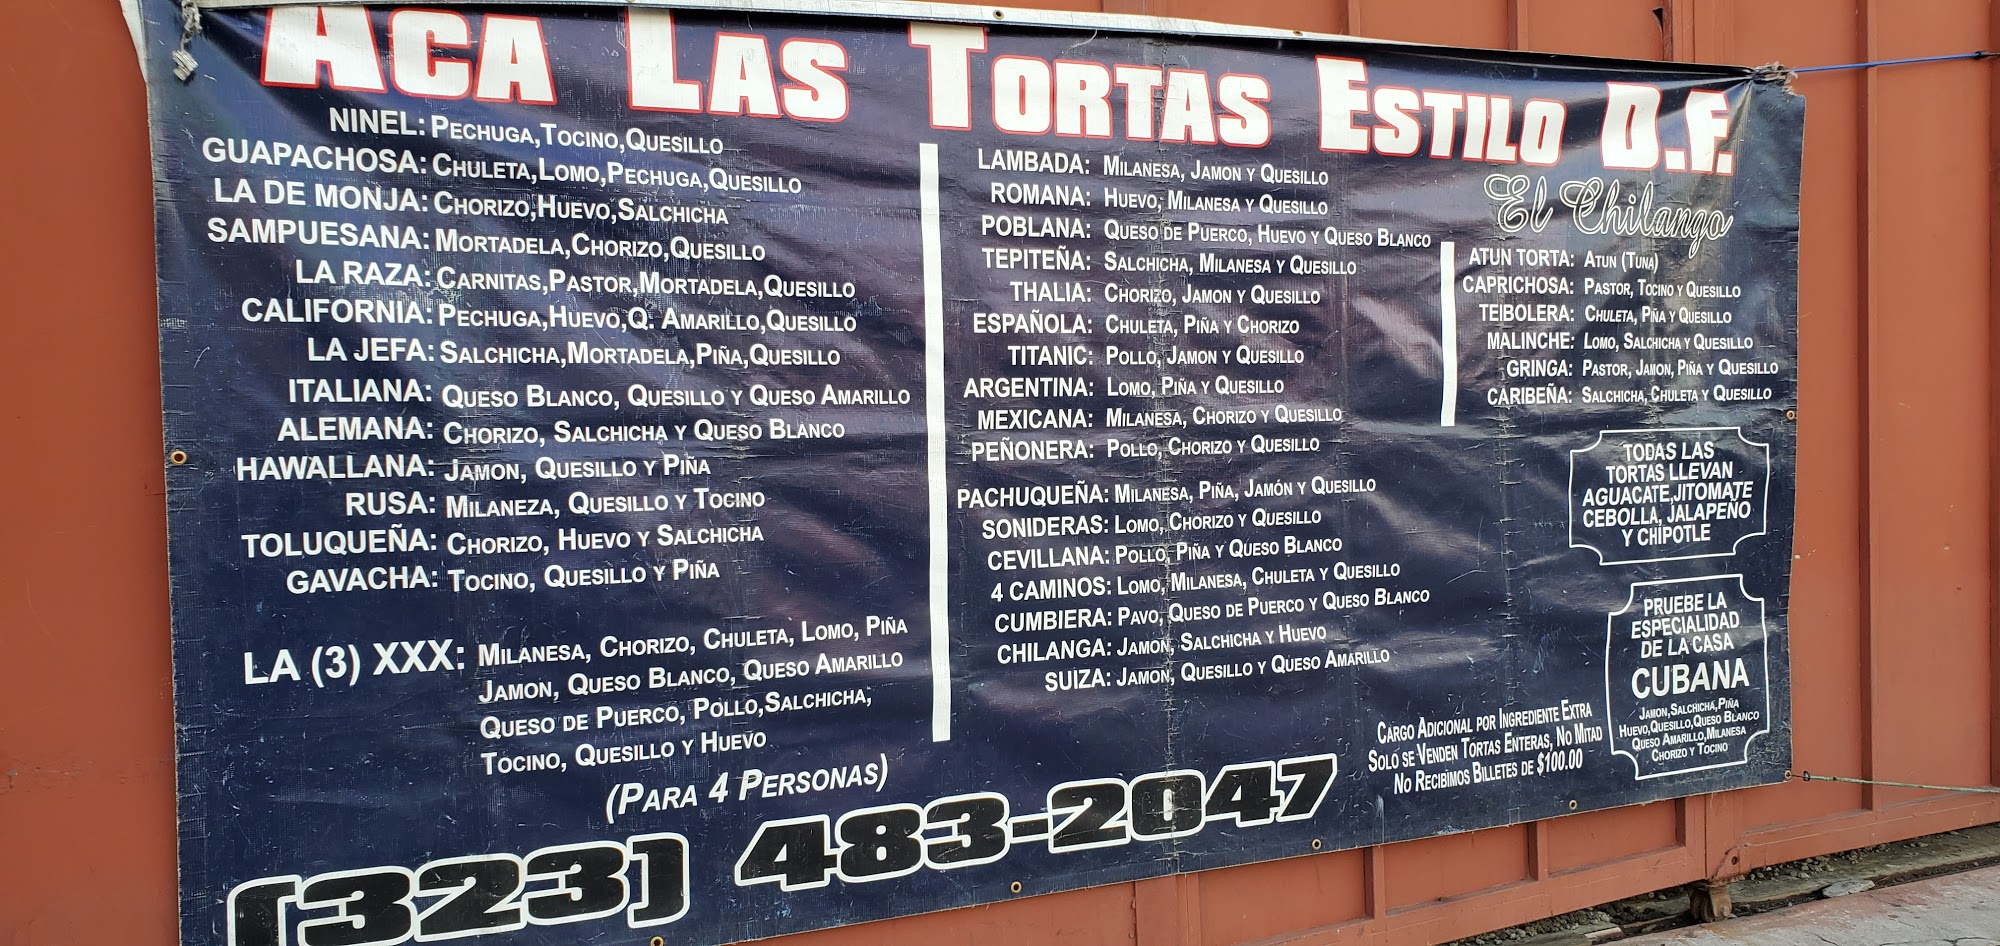 ACA LAS TORTAS ESTILO D.F.
El Chilango
NINEL: PECHUGA,TOCINO,QUESILLO
GUAPACHOSA: CHULETA,LOMO,PECHUGA,QUESILLO
LA DE MONJA: CHORIZO,HUEVO,SALCHICHA
SAMPUESANA: MORTADELA,CHORIZO,QUESILLO
LA RAZA: CARNITAS,PASTOR,MORTADELA,QUESILLO
CALIFORNIA: PECHUGA,HUEVO,Q. AMARILLO,QUESILLO
LA JEFA: SALCHICHA,MORTADELA,PIÑA,QUESILLO
ITALIANA: QUESO BLANCO, QUESILLO Y QUESO AMARILLO
ALEMANA: CHORIZO, SALCHICHA Y QUESO BLANCO
HAWALLANA: JAMON, QUESILLO Y PIÑA
RUSA: MILANEZA, QUESILLO Y TOCINO
TOLUQUEÑA: CHORIZO, HUEVO Y SALCHICHA
GAVACHA: TOCINO, QUESILLO Y PIÑA
LA (3) XXX: MILANESA, CHORIZO, CHULETA, LOMO, PIÑA
JAMON, QUESO BLANCO, QUESO AMARILLO
QUESO DE PUERCO, POLLO,SALCHICHA,
TOCINO, QUESILLO Y HUEVO
(PARA 4 PERSONAS)
LAMBADA: MILANESA, JAMON Y QUESILLO
ROMANA: HUEVO, MILANESA Y QUESILLO
POBLANA: QUESO DE PUERCO, HUEVO Y QUESO BLANCO
TEPITEÑA: SALCHICHA, MILANESA Y QUESILLO
THALIA: CHORIZO, JAMON Y QUESILLO
ESPAÑOLA: CHULETA, PIÑA Y CHORIZO
TITANIC: POLLO, JAMON Y QUESILLO
ARGENTINA: LOMO, PIÑA Y QUESILLO
MEXICANA: MILANESA, CHORIZO Y QUESILLO
PEÑONERA: POLLO, CHORIZO Y QUESILLO
PACHUQUEÑA: MILANESA, PIÑA, JAMÓN Y QUESILLO
SONIDERAS: LOMO, CHORIZO Y QUESILLO
CEVILLANA: POLLO, PIÑA Y QUESO BLANCO
4 CAMINOS: LOMO, MILANESA, CHULETA Y QUESILLO
CUMBIERA: PAVO, QUESO DE PUERCO Y QUESO BLANCO
CHILANGA: JAMON, SALCHICHA Y HUEVO
SUIZA: JAMON, QUESILLO Y QUESO AMARILLO
ATUN TORTA: ATUN (TUNA)
CAPRICHOSA: PASTOR, TOCINO Y QUESILLO
TEIBOLERA: CHULETA, PIÑA Y QUESILLO
MALINCHE: LOMO, SALCHICHA Y QUESILLO
GRINGA: PASTOR, JAMON, PIÑA Y QUESILLO
CARIBEÑA: SALCHICHA, CHULETA Y QUESILLO
TODAS LAS
TORTAS LLEVAN
AGUACATE,JITOMATE
CEBOLLA, JALAPEÑO
Y CHIPOTLE
PRUEBE LA
ESPECIALIDAD
DE LA CASA
CUBANA
JAMON,SALCHICHA,PIÑA
HUEVO,QUESILLO,QUESO BLANCO
QUESO AMARILLO,MILANESA
CHORIZO Y TOCINO
CARGO ADICIONAL POR INGREDIENTE EXTRA
SOLO SE VENDEN TORTAS ENTERAS, NO MITAD
NO RECIBIMOS BILLETES DE $100.00
(323) 483-2047